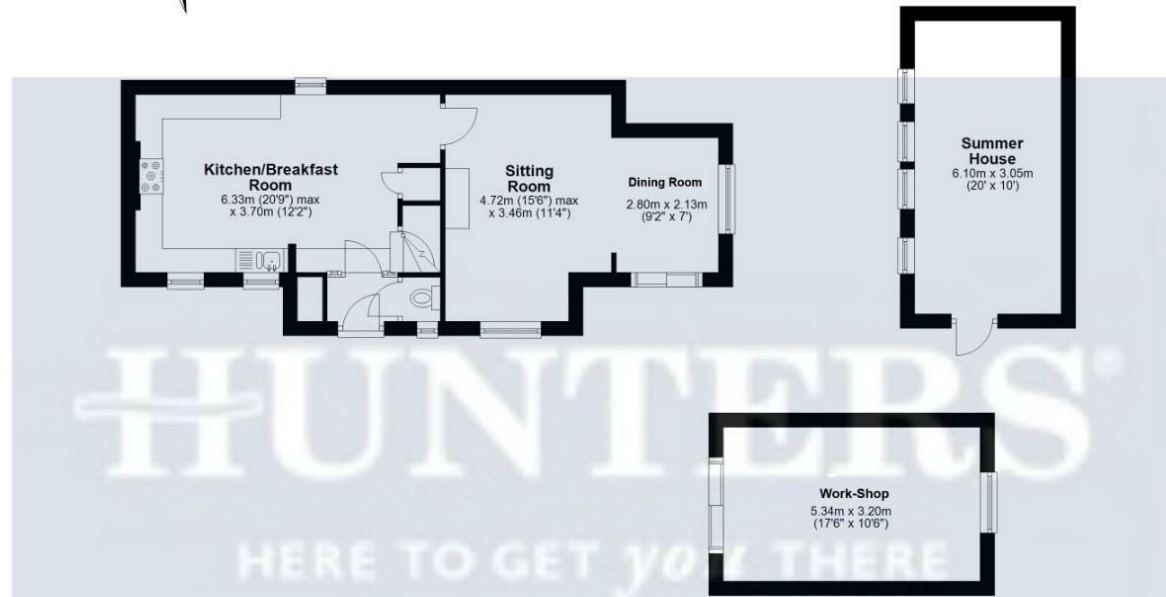 Kitchen/Breakfast
Room
6.33m (20'9") max
x 3.70m (12'2")
Sitting
Room
4.72m (15'6") max
x 3.46m (11'4")
Dining Room
2.80m x 2.13m
(9'2" x 7')
Summer
House
6.10m x 3.05m
(20' x 10')
HUNTERS®
Work-Shop
5.34m x 3.20m
(17'6" x 10'6")
HERE TO GET you THERE